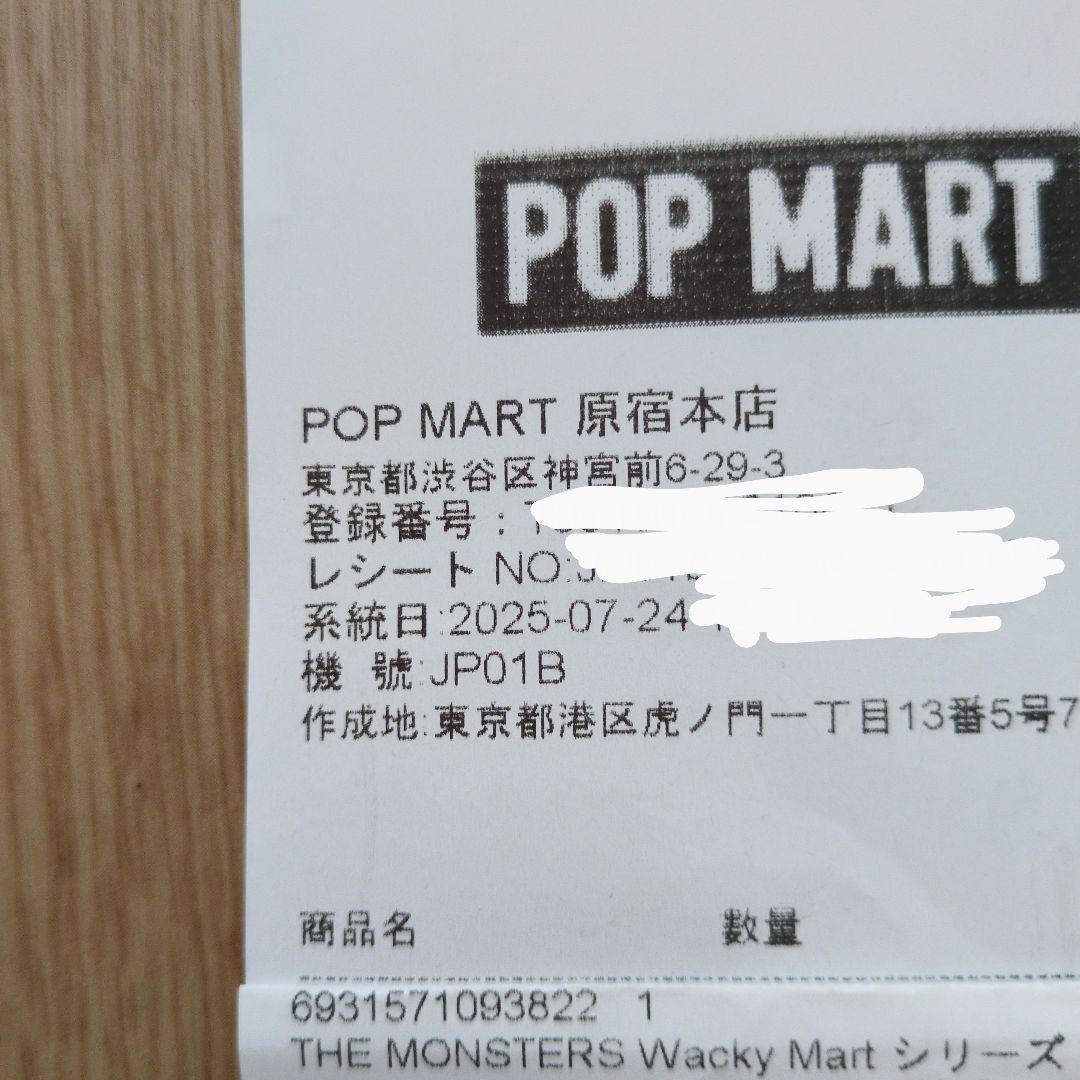 POP MART
POP MART 原宿本店
東京都渋谷区神宮前6-29-3
登録番号:
レシート NO:
系統日:2025-07-24
機 號:JP01B
作成地:東京都港区虎ノ門一丁目13番5号7
商品名 数量
6931571093822 1
THE MONSTERS Wacky Mart シリーズ